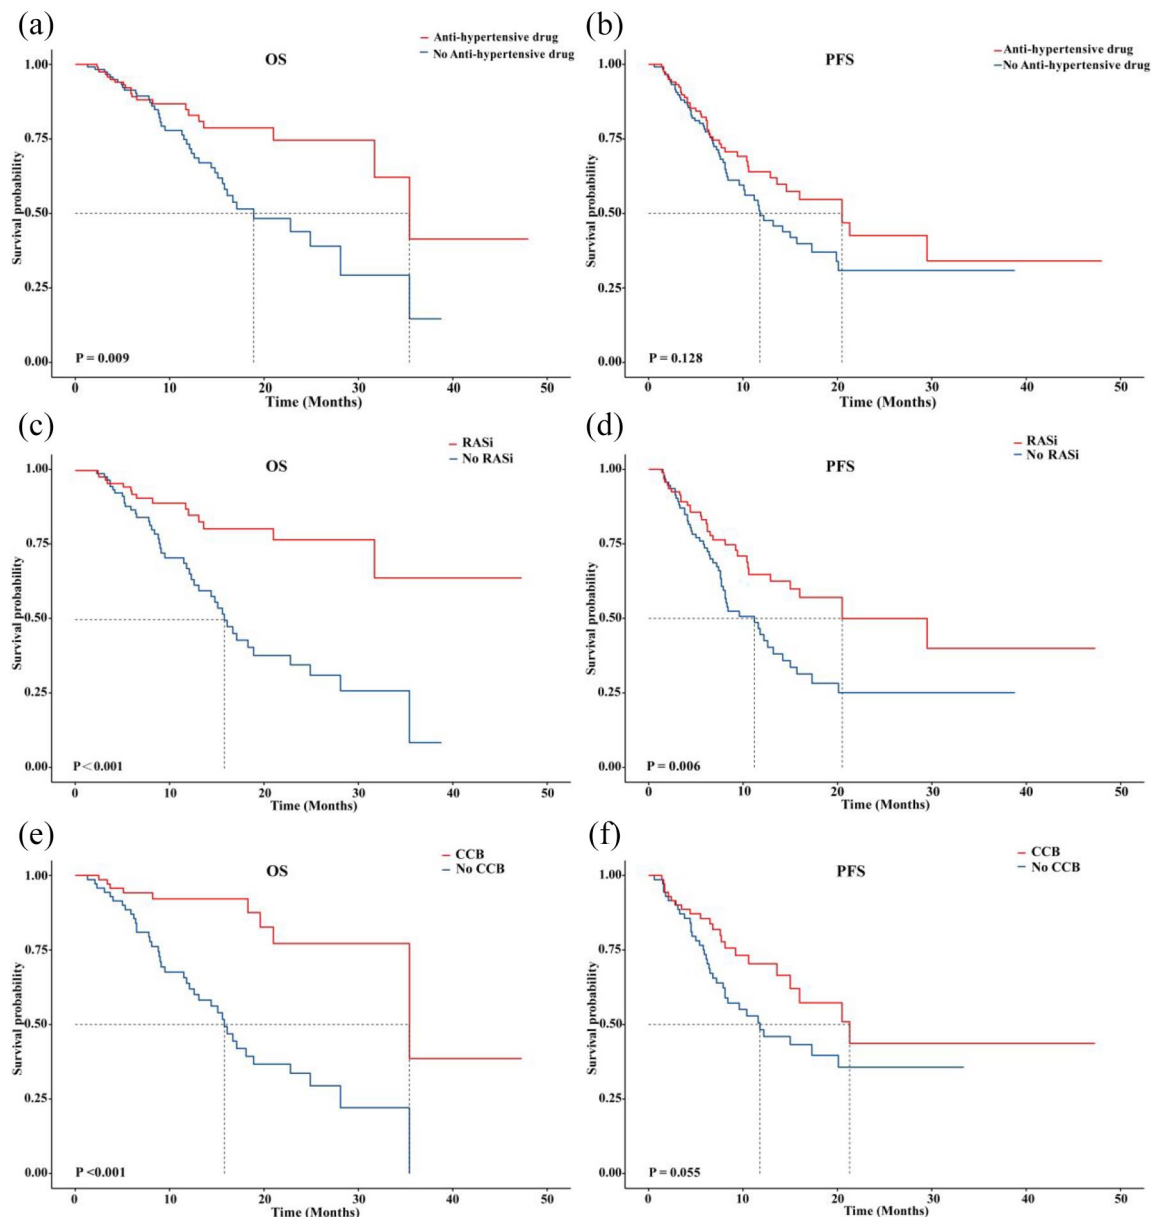 (a)
OS
Anti-hypertensive drug
No Anti-hypertensive drug
Survival probability
1.00
0.75
0.50
0.25
0.00
P = 0.009
0 10 20 30 40 50
Time (Months)
(b)
PFS
Anti-hypertensive drug
No Anti-hypertensive drug
Survival probability
1.00
0.75
0.50
0.25
0.00
P = 0.128
0 10 20 30 40 50
Time (Months)
(c)
OS
RASi
No RASi
Survival probability
1.00
0.75
0.50
0.25
0.00
P < 0.001
0 10 20 30 40 50
Time (Months)
(d)
PFS
RASi
No RASi
Survival probability
1.00
0.75
0.50
0.25
0.00
P = 0.006
0 10 20 30 40 50
Time (Months)
(e)
OS
CCB
No CCB
Survival probability
1.00
0.75
0.50
0.25
0.00
P <0.001
0 10 20 30 40 50
Time (Months)
(f)
PFS
CCB
No CCB
Survival probability
1.00
0.75
0.50
0.25
0.00
P = 0.055
0 10 20 30 40 50
Time (Months)